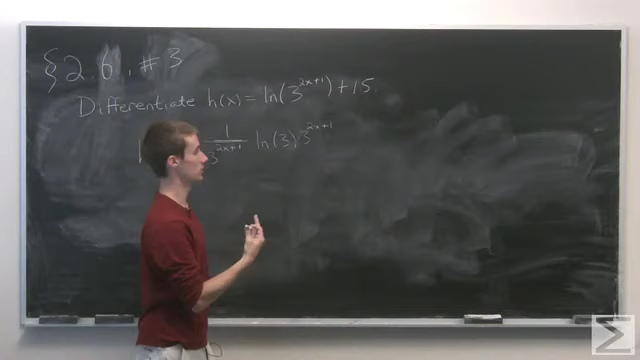 § 2.6, #3
Differentiate h(x) = ln(3^{2x+1}) + 15.
1/3^{2x+1} ln(3) 3^{2x+1}
Σ